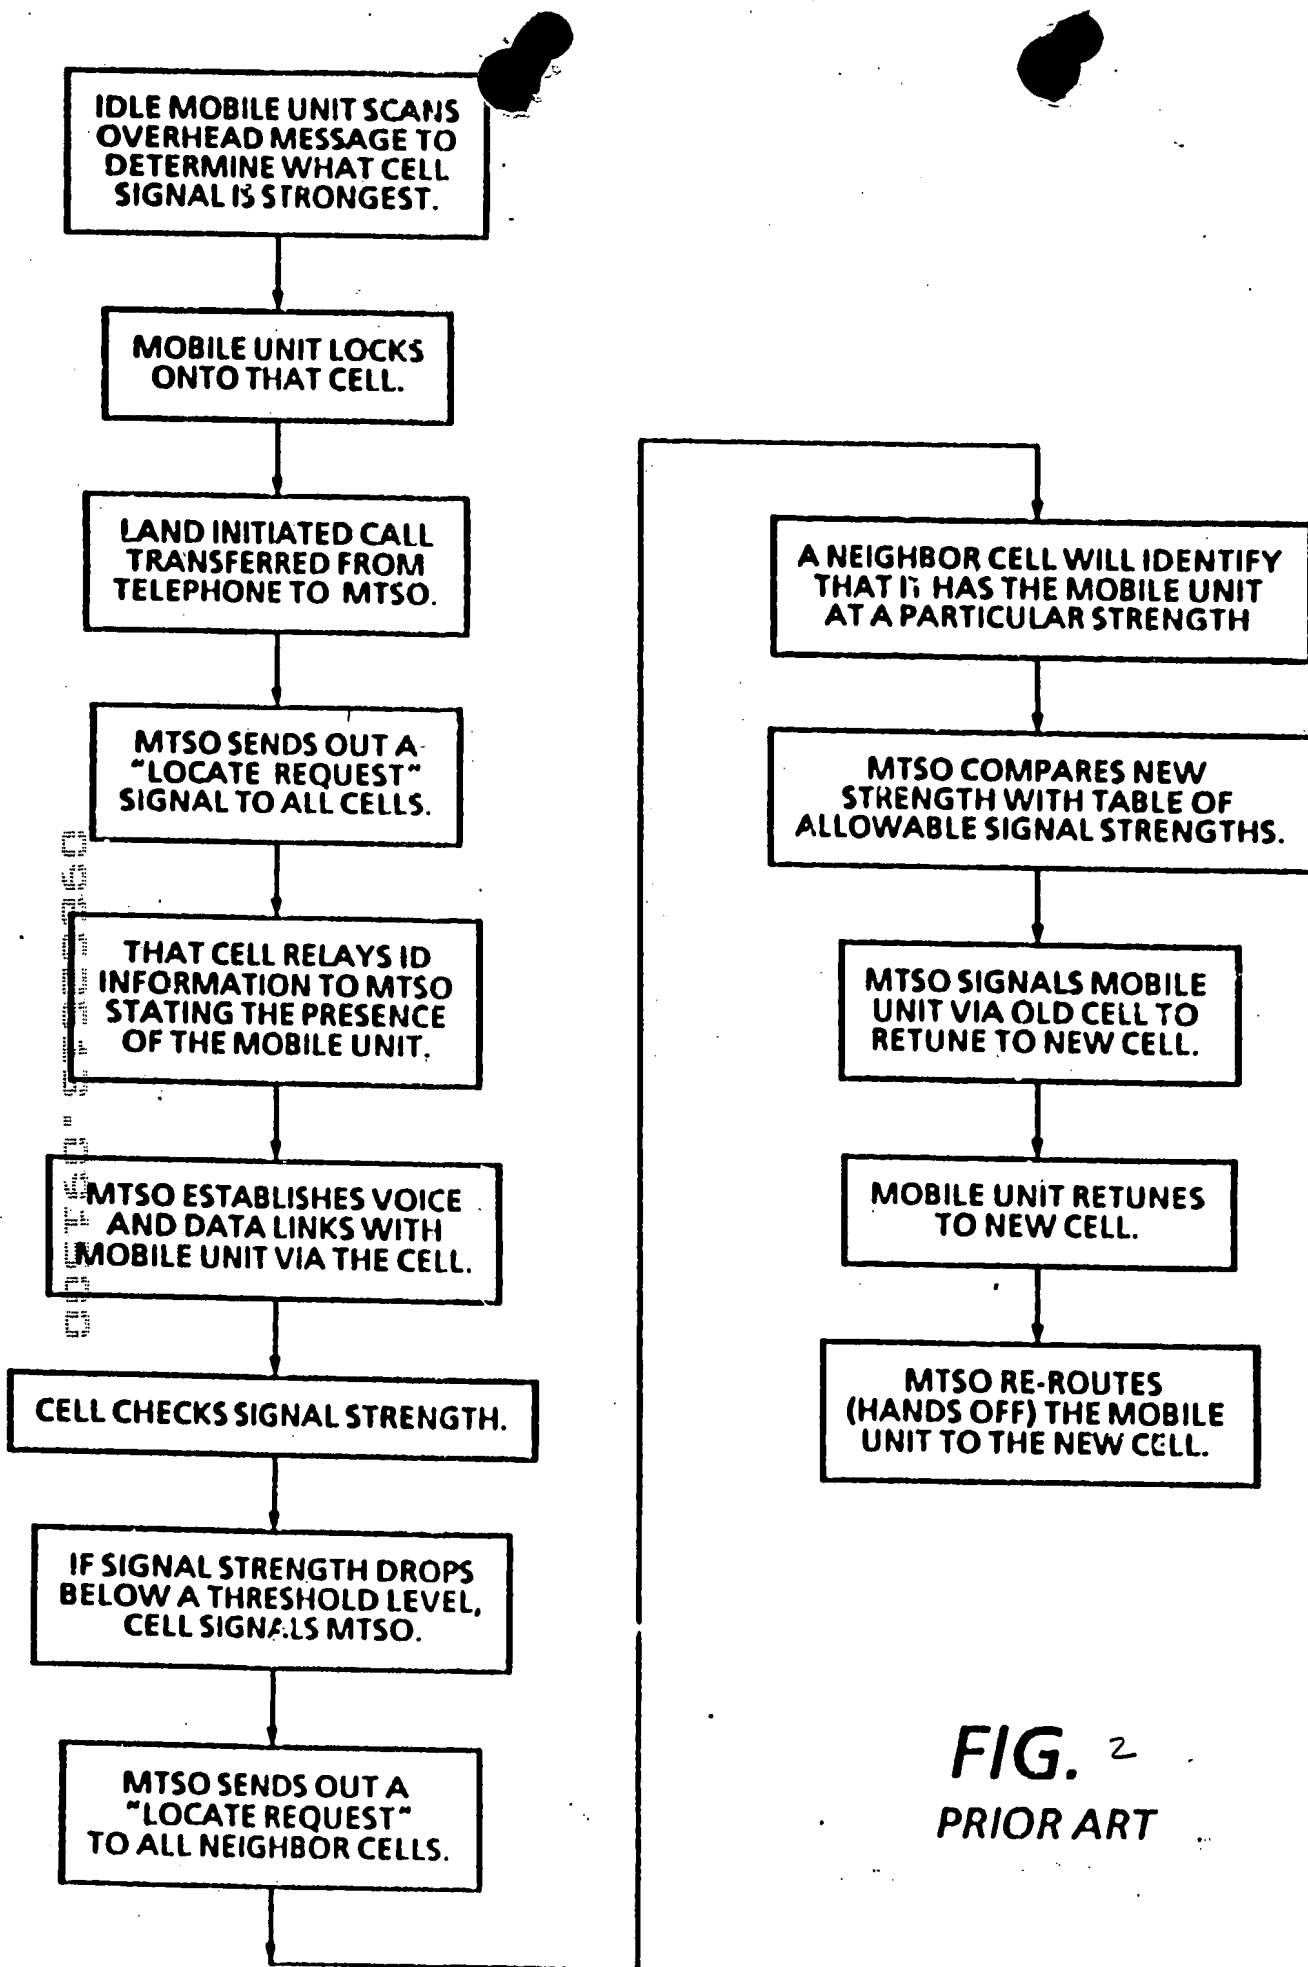 IDLE MOBILE UNIT SCANS
OVERHEAD MESSAGE TO
DETERMINE WHAT CELL
SIGNAL IS STRONGEST.
MOBILE UNIT LOCKS
ONTO THAT CELL.
LAND INITIATED CALL
TRANSFERRED FROM
TELEPHONE TO MTSO.
MTSO SENDS OUT A
"LOCATE REQUEST"
SIGNAL TO ALL CELLS.
THAT CELL RELAYS ID
INFORMATION TO MTSO
STATING THE PRESENCE
OF THE MOBILE UNIT.
MTSO ESTABLISHES VOICE
AND DATA LINKS WITH
MOBILE UNIT VIA THE CELL.
CELL CHECKS SIGNAL STRENGTH.
IF SIGNAL STRENGTH DROPS
BELOW A THRESHOLD LEVEL,
CELL SIGNALS MTSO.
MTSO SENDS OUT A
"LOCATE REQUEST"
TO ALL NEIGHBOR CELLS.
A NEIGHBOR CELL WILL IDENTIFY
THAT IT HAS THE MOBILE UNIT
AT A PARTICULAR STRENGTH
MTSO COMPARES NEW
STRENGTH WITH TABLE OF
ALLOWABLE SIGNAL STRENGTHS.
MTSO SIGNALS MOBILE
UNIT VIA OLD CELL TO
RETUNE TO NEW CELL.
MOBILE UNIT RETUNES
TO NEW CELL.
MTSO RE-ROUTES
(HANDS OFF) THE MOBILE
UNIT TO THE NEW CELL.
FIG. 2
PRIOR ART